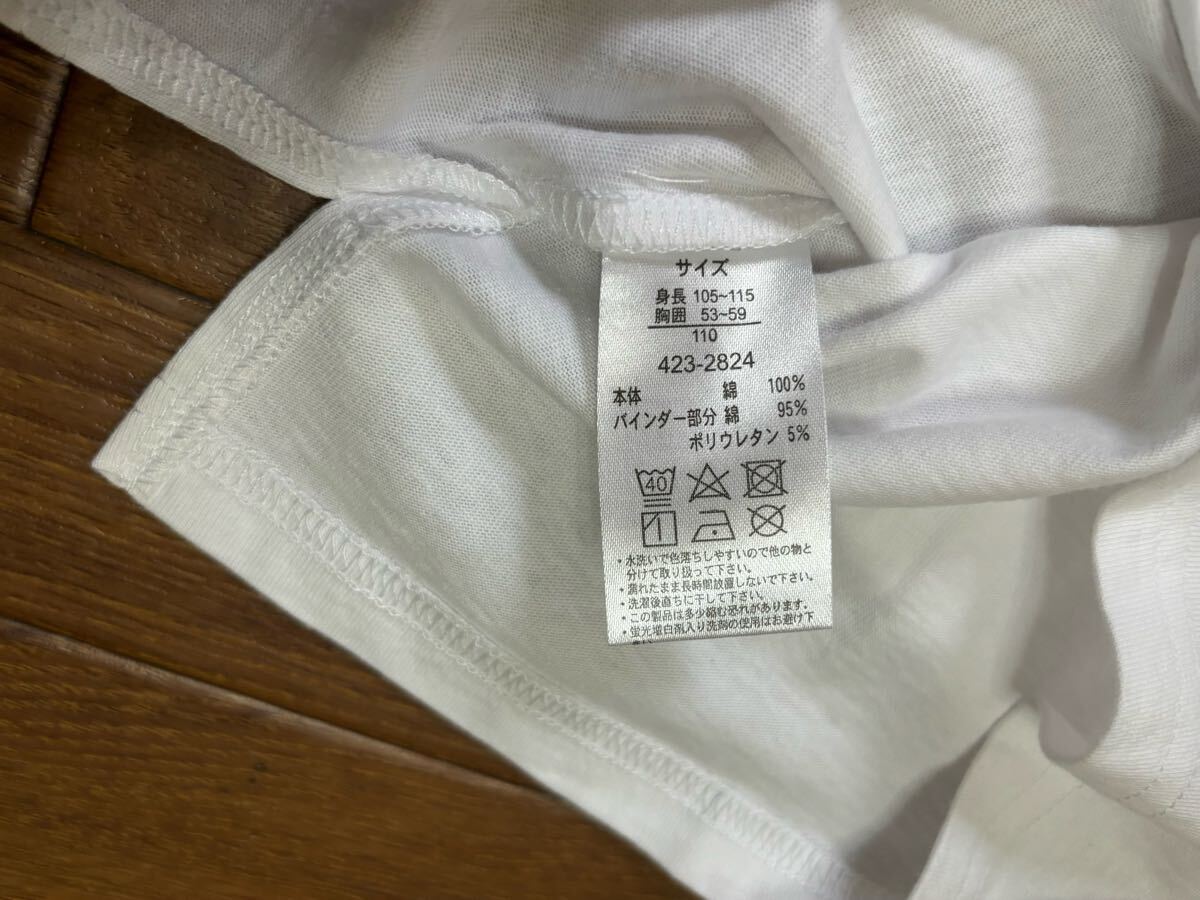 サイズ
身長 105~115
胸囲 53~59
110
423-2824
本体 綿 100%
バインダー部分 綿 95%
ポリウレタン 5%
40
・水洗いで色落ちしやすいので他の物と
分けて取り扱って下さい。
・濡れたまま長時間放置しないで下さい。
・洗濯後直ちに干して下さい。
・この製品は多少縮む恐れがあります。
・蛍光増白剤入り洗剤の使用はお避け下